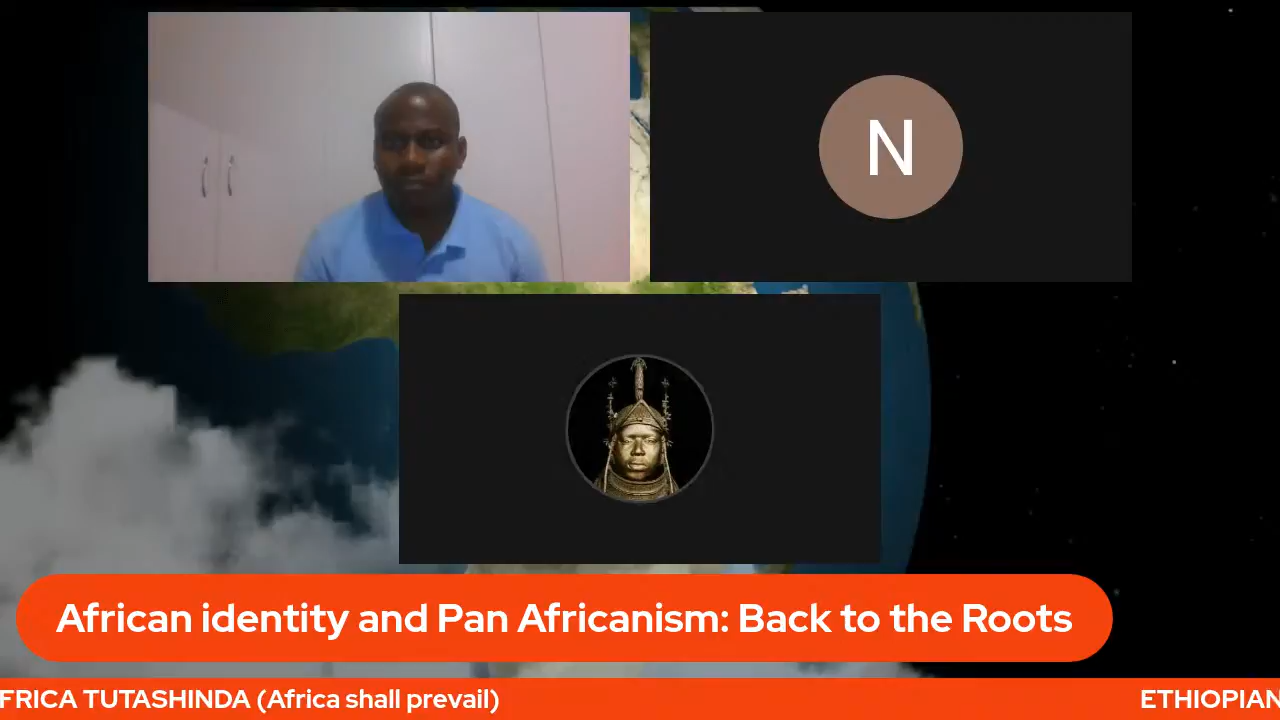 N
African identity and Pan Africanism: Back to the Roots
FRICA TUTASHINDA (Africa shall prevail) ETHIOPIAN